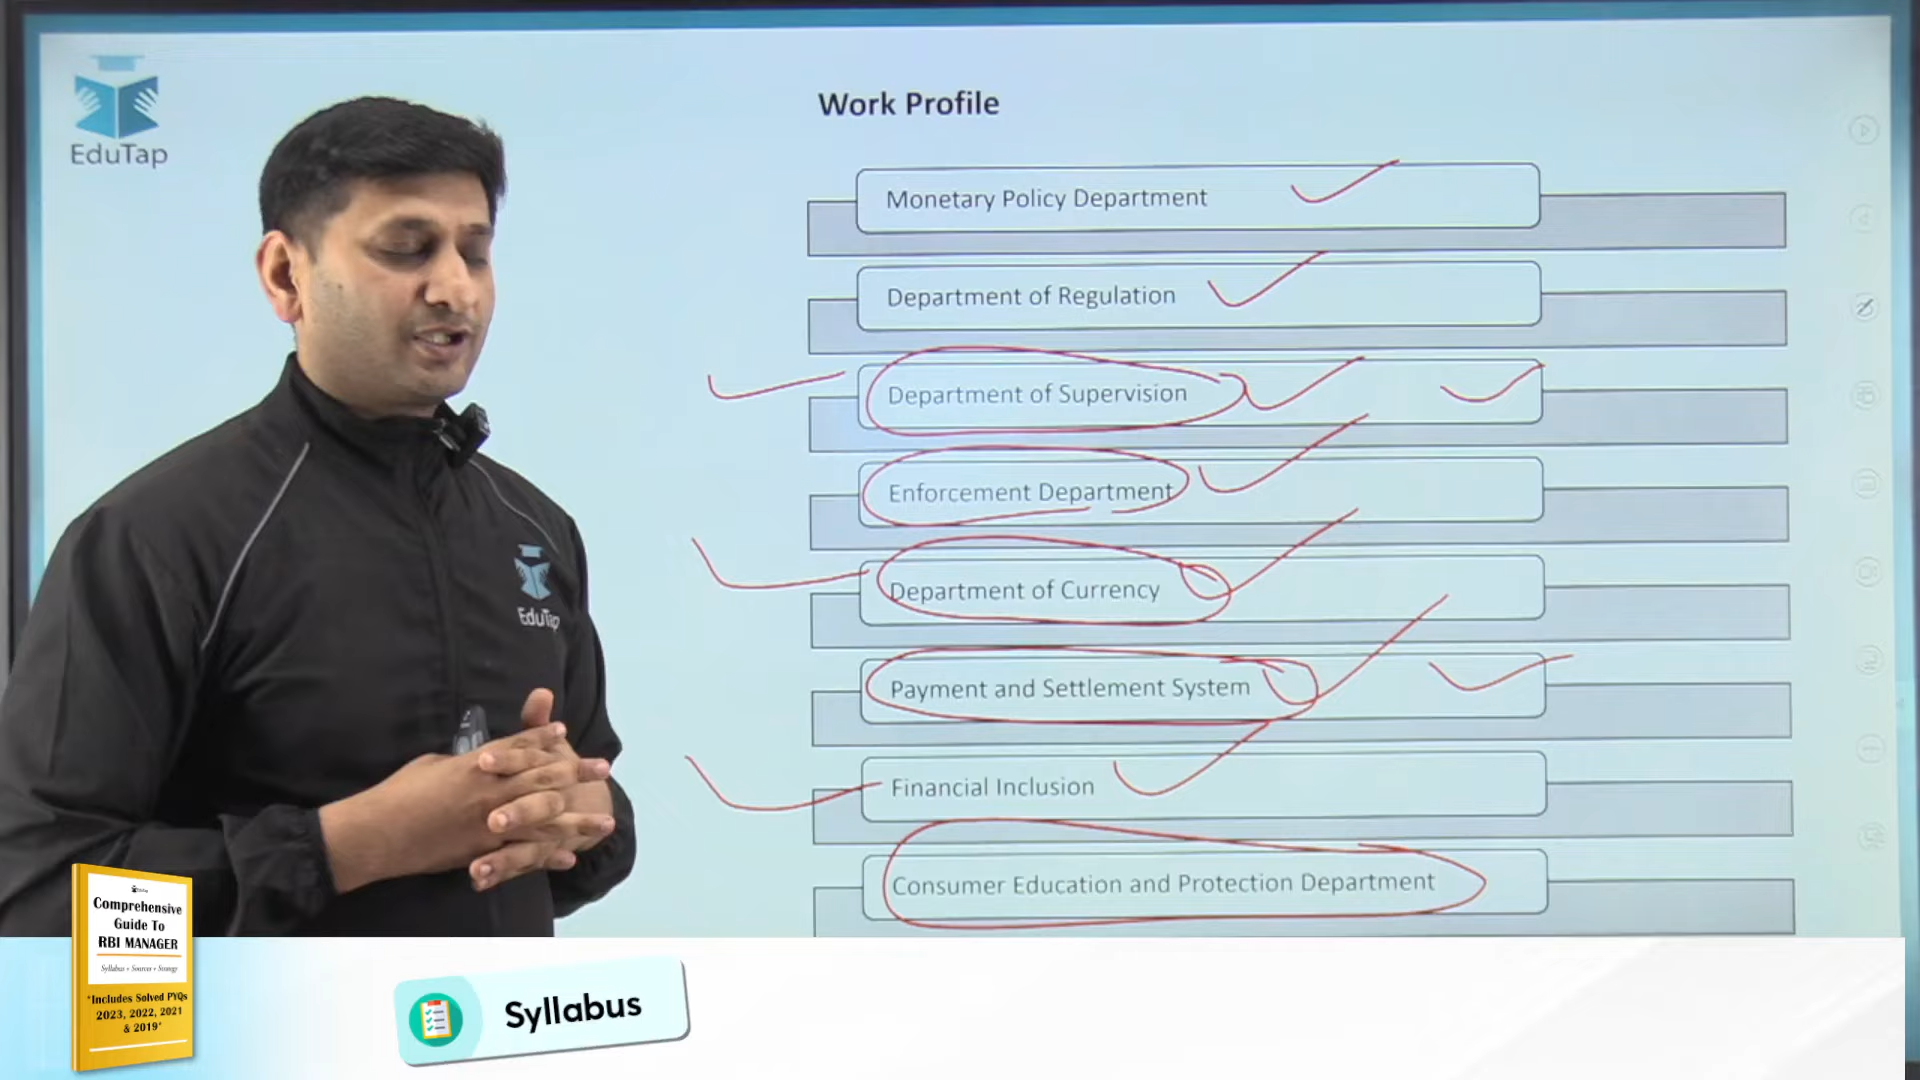 EduTap
Work Profile
Monetary Policy Department
Department of Regulation
Department of Supervision
Enforcement Department
Department of Currency
Payment and Settlement System
Financial Inclusion
Consumer Education and Protection Department
EduTap
Comprehensive
Guide To
RBI MANAGER
Syllabus + Sources + Strategy
*Includes Solved PYQs
2023, 2022, 2021
& 2019*
Syllabus